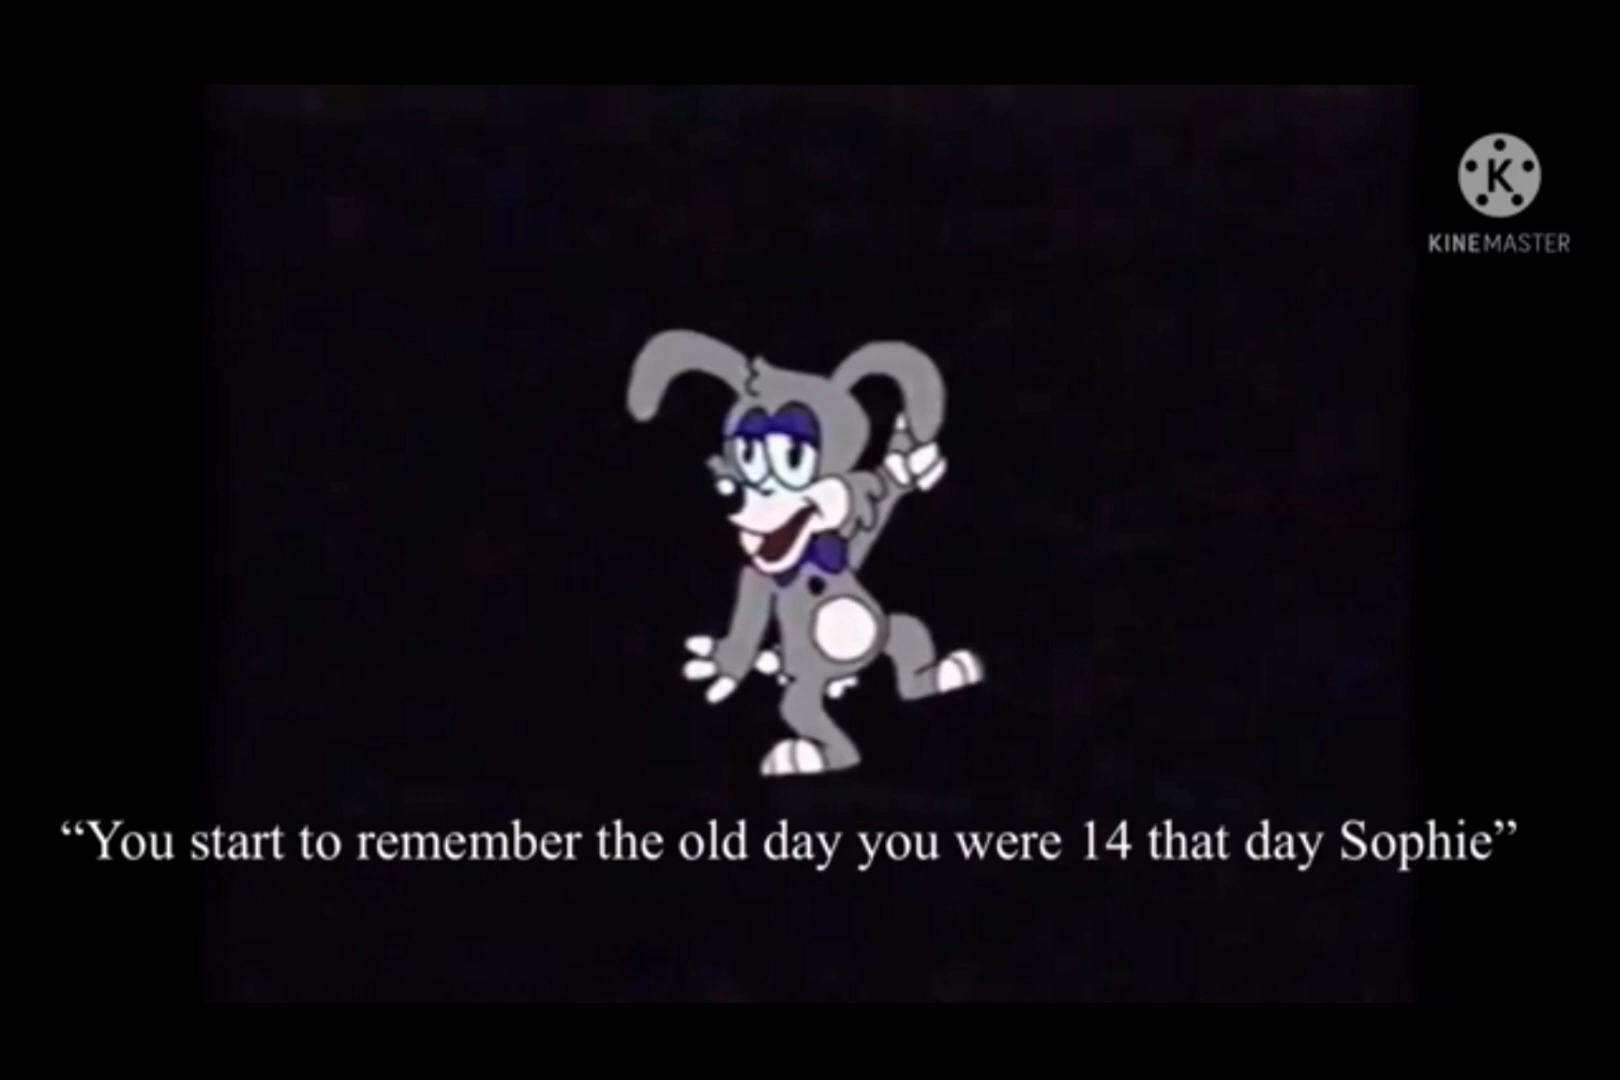 K
KINEMASTER
“You start to remember the old day you were 14 that day Sophie”